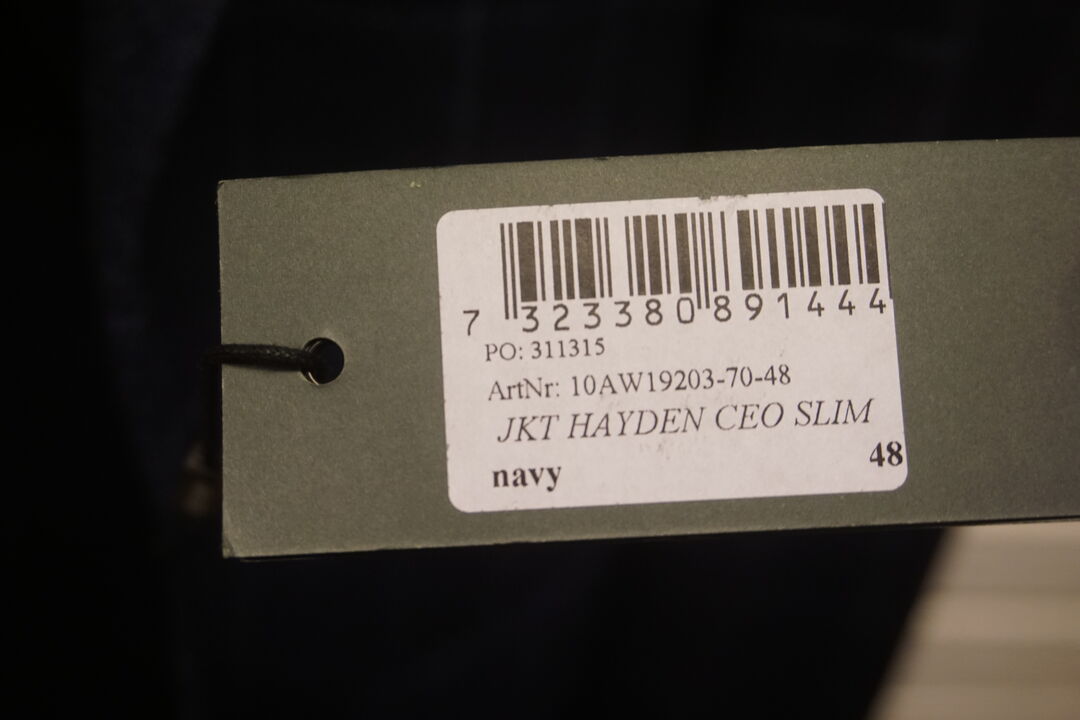 7 323380 891444
PO: 311315
ArtNr: 10AW19203-70-48
JKT HAYDEN CEO SLIM
navy 48